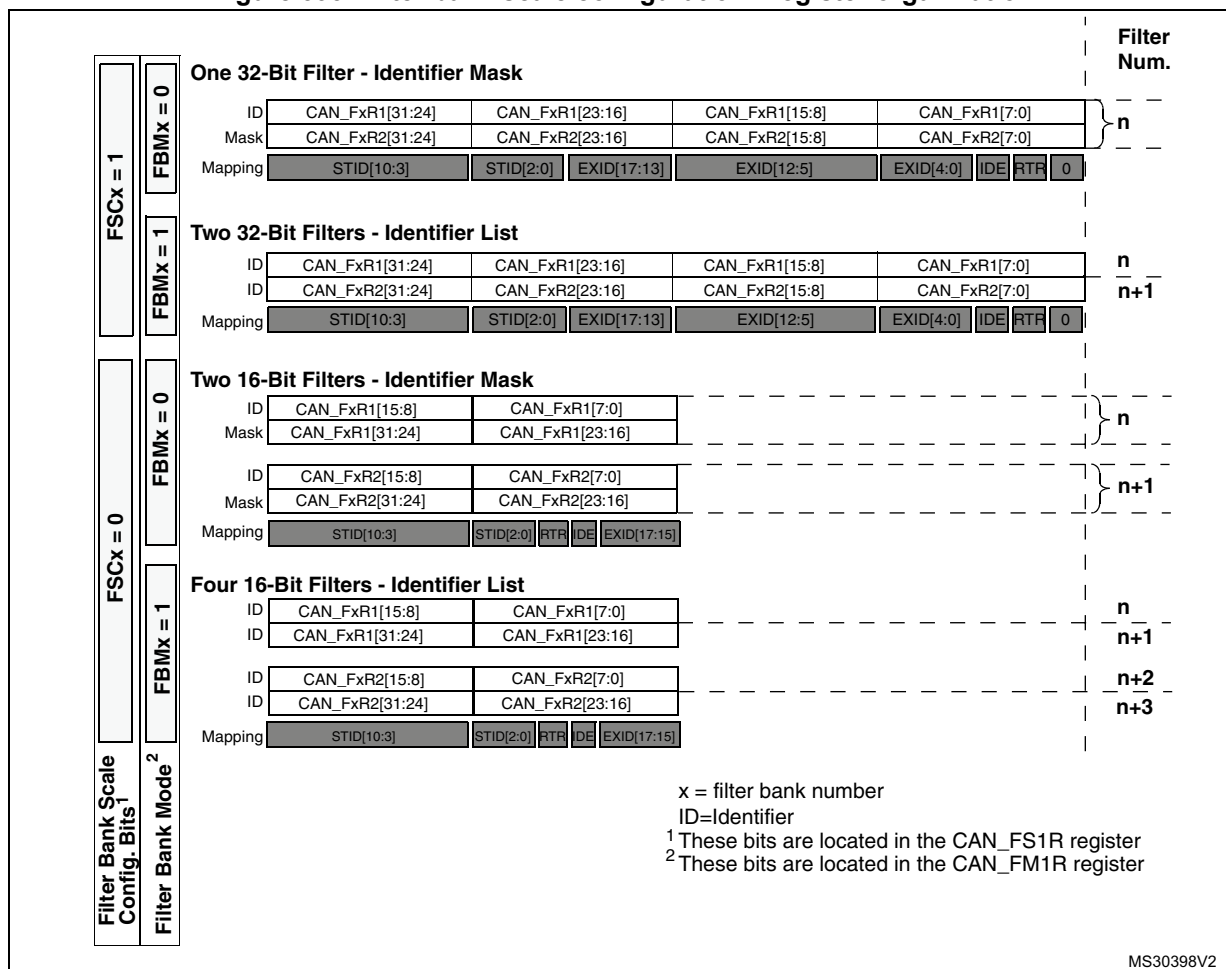 Filter
Num.
One 32-Bit Filter - Identifier Mask
ID CAN_FxR1[31:24] CAN_FxR1[23:16] CAN_FxR1[15:8] CAN_FxR1[7:0]
n
Mask CAN_FxR2[31:24] CAN_FxR2[23:16] CAN_FxR2[15:8] CAN_FxR2[7:0]
Mapping STID[10:3] STID[2:0] EXID[17:13] EXID[12:5] EXID[4:0] IDE RTR 0
Two 32-Bit Filters - Identifier List
ID CAN_FxR1[31:24] CAN_FxR1[23:16] CAN_FxR1[15:8] CAN_FxR1[7:0] n
ID CAN_FxR2[31:24] CAN_FxR2[23:16] CAN_FxR2[15:8] CAN_FxR2[7:0] n+1
Mapping STID[10:3] STID[2:0] EXID[17:13] EXID[12:5] EXID[4:0] IDE RTR 0
Two 16-Bit Filters - Identifier Mask
ID CAN_FxR1[15:8] CAN_FxR1[7:0]
n
Mask CAN_FxR1[31:24] CAN_FxR1[23:16]
ID CAN_FxR2[15:8] CAN_FxR2[7:0]
n+1
Mask CAN_FxR2[31:24] CAN_FxR2[23:16]
Mapping STID[10:3] STID[2:0] RTR IDE EXID[17:15]
Four 16-Bit Filters - Identifier List
ID CAN_FxR1[15:8] CAN_FxR1[7:0] n
ID CAN_FxR1[31:24] CAN_FxR1[23:16] n+1
ID CAN_FxR2[15:8] CAN_FxR2[7:0] n+2
ID CAN_FxR2[31:24] CAN_FxR2[23:16] n+3
Mapping STID[10:3] STID[2:0] RTR IDE EXID[17:15]
FSCx = 1
FSCx = 0
FBMx = 0
FBMx = 1
FBMx = 0
FBMx = 1
Filter Bank Scale
Config. Bits1
Filter Bank Mode2
x = filter bank number
ID=Identifier
1 These bits are located in the CAN_FS1R register
2 These bits are located in the CAN_FM1R register
MS30398V2